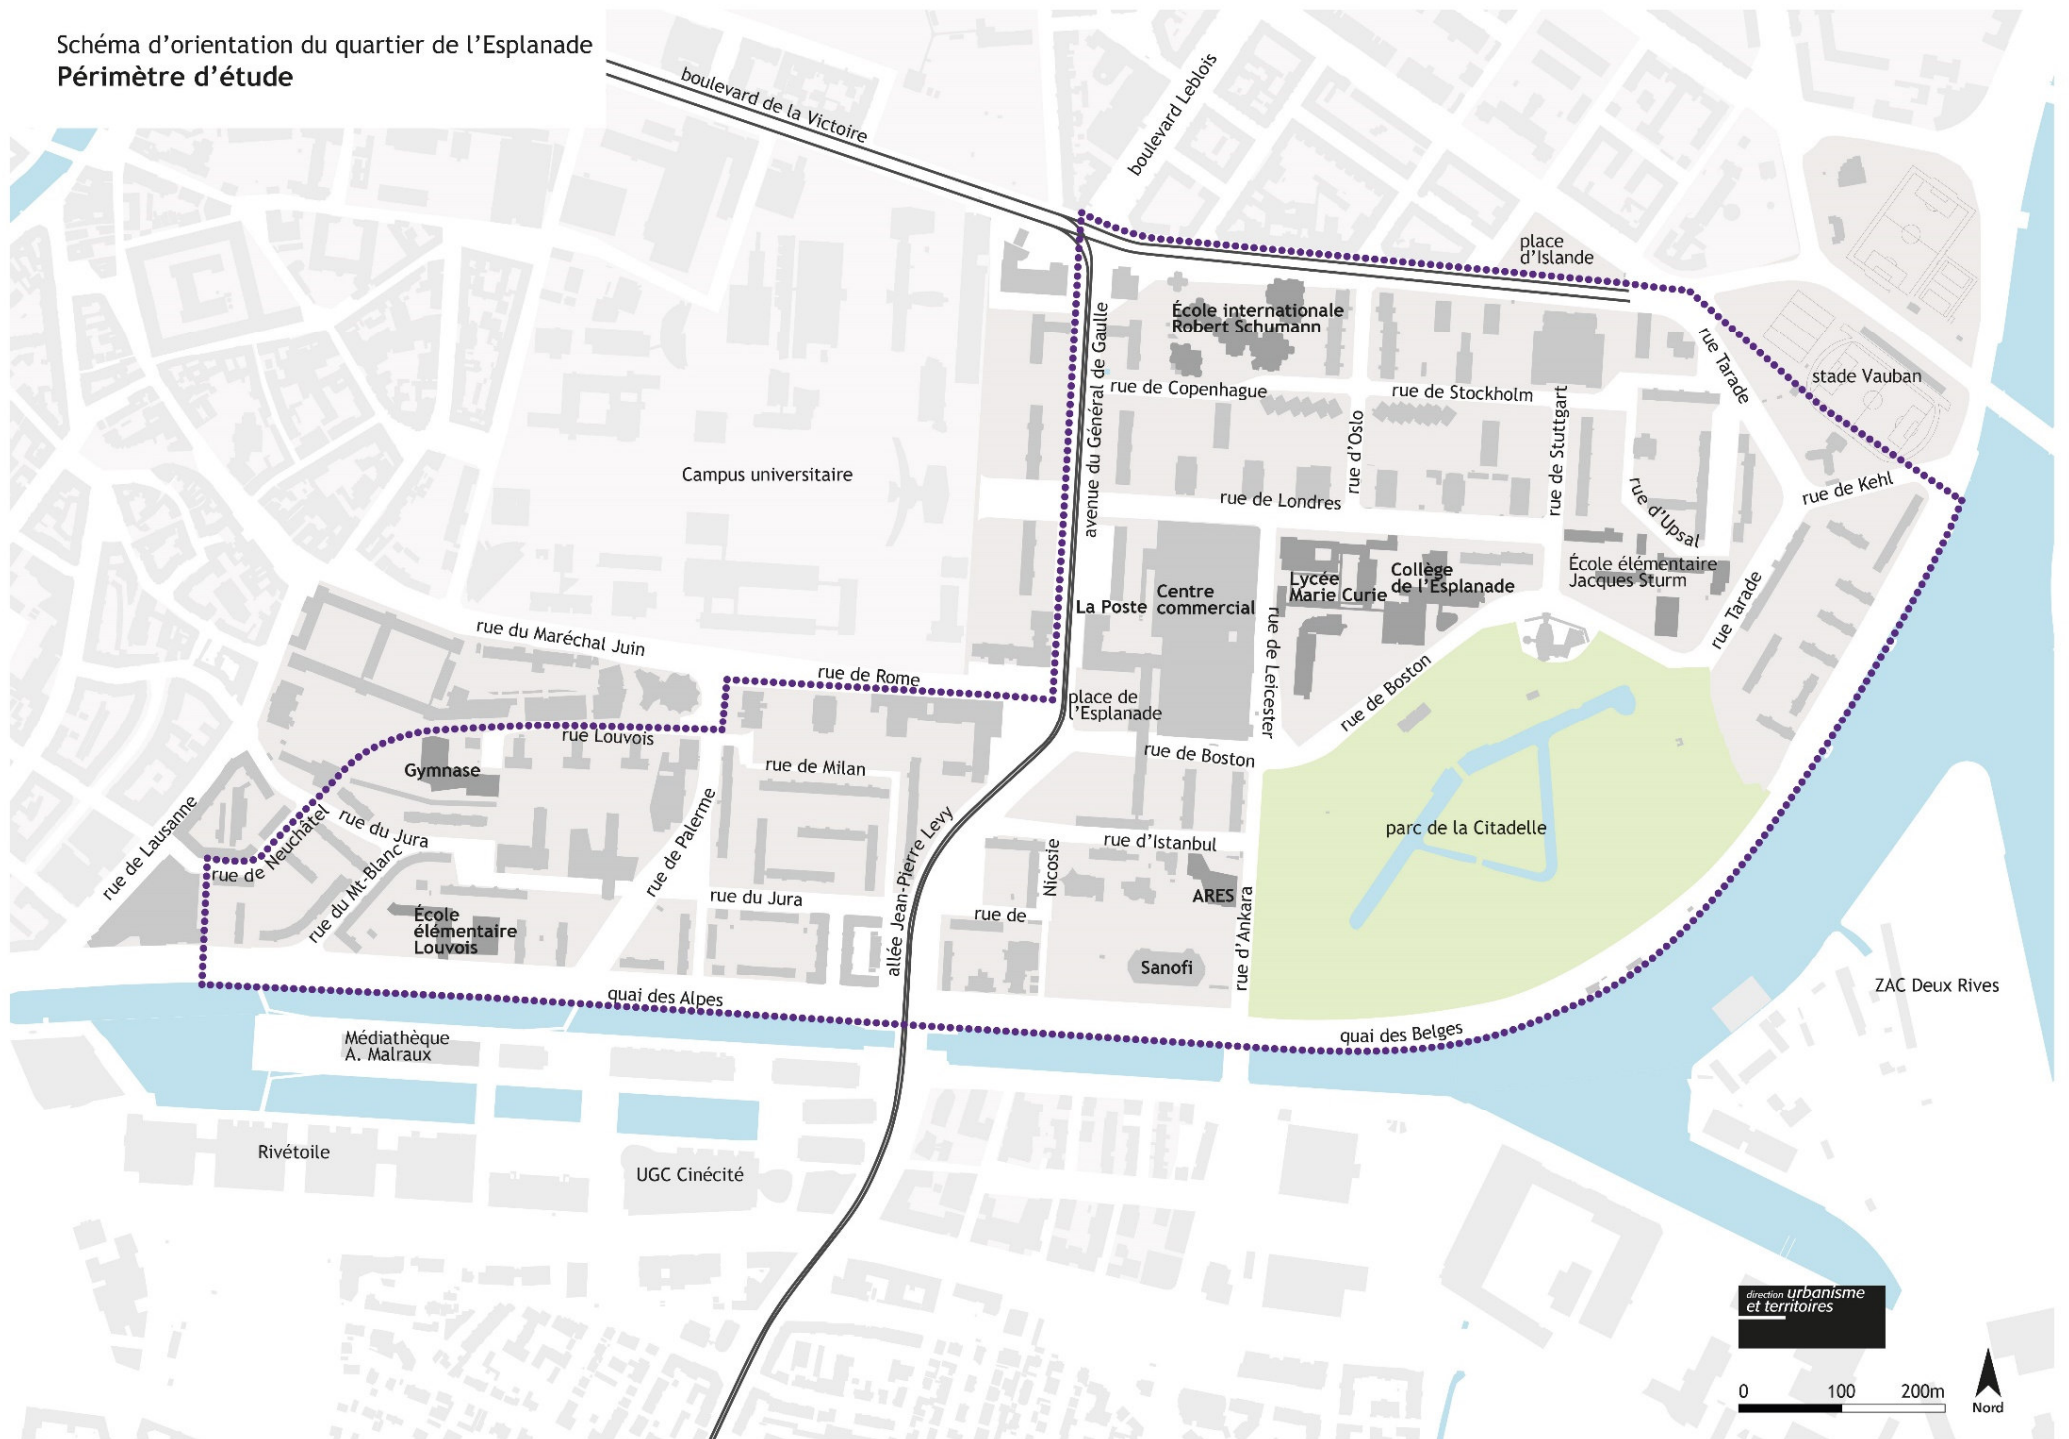 Schéma d'orientation du quartier de l'Esplanade
Périmètre d'étude
boulevard de la Victoire
boulevard Leblois
place
d'Islande
École internationale
Robert Schumann
avenue du Général de Gaulle
rue Tarade
stade Vauban
rue de Copenhague
rue de Stockholm
rue d'Oslo
rue de Stuttgart
Campus universitaire
rue de Londres
rue de Kehl
rue d'Upsal
École élémentaire
Jacques Sturm
Collège
de l'Esplanade
Lycée
Marie Curie
Centre
commercial
La Poste
rue Tarade
rue de Leicester
rue du Maréchal Juin
rue de Rome
place de
l'Esplanade
rue de Boston
rue Louvois
rue de Boston
Gymnase
rue de Milan
rue de Lausanne
rue de Neuchâtel
rue du Jura
rue du Mt-Blanc
rue de Palerme
allée Jean-Pierre Levy
rue d'Istanbul
parc de la Citadelle
Nicosie
ARES
rue du Jura
rue de
rue d'Ankara
École
élémentaire
Louvois
Sanofi
ZAC Deux Rives
quai des Alpes
quai des Belges
Médiathèque
A. Malraux
Rivétoile
UGC Cinécité
direction urbanisme
et territoires
0 100 200m
Nord